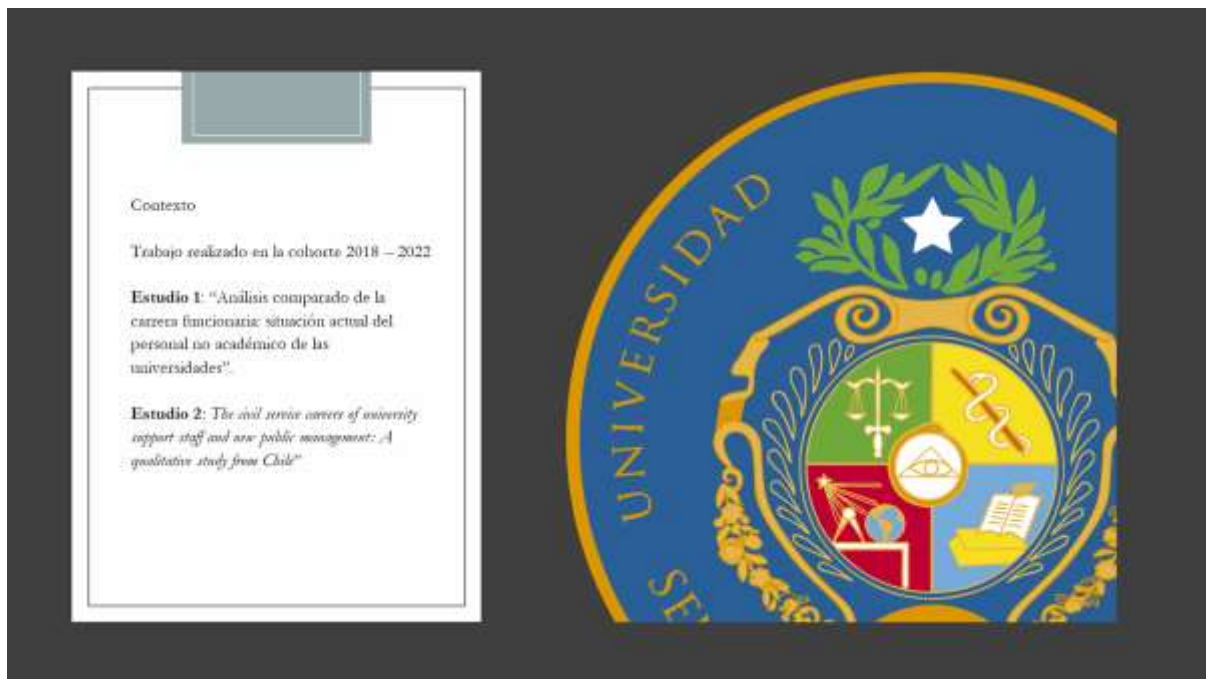 Contexto
Trabajo realizado en la cohorte 2018 – 2022
Estudio 1: “Análisis comparado de la
carrera funcionaria: situación actual del
personal no académico de las
universidades”.
Estudio 2: The civil service careers of university
support staff and new public management: A
qualitative study from Chile”
UNIVERSIDAD